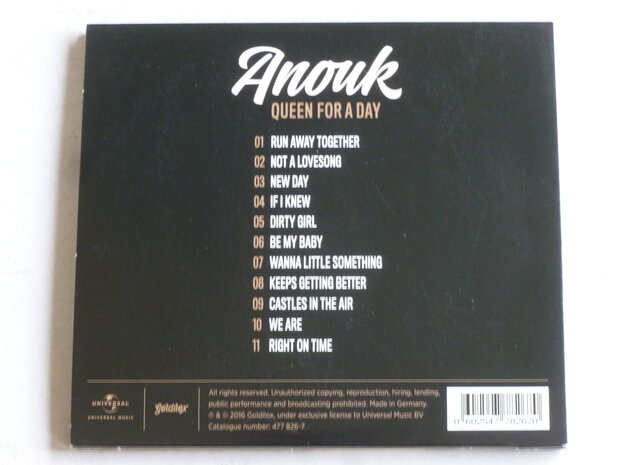 Anouk
QUEEN FOR A DAY
01 RUN AWAY TOGETHER
02 NOT A LOVESONG
03 NEW DAY
04 IF I KNEW
05 DIRTY GIRL
06 BE MY BABY
07 WANNA LITTLE SOMETHING
08 KEEPS GETTING BETTER
09 CASTLES IN THE AIR
10 WE ARE
11 RIGHT ON TIME
UNIVERSAL
UNIVERSAL MUSIC
Goldilox
All rights reserved. Unauthorized copying, reproduction, hiring, lending,
public performance and broadcasting prohibited. Made in Germany.
℗ & © 2016 Goldilox, under exclusive license to Universal Music BV
Catalogue number: 477 826-7
0 602547 782670